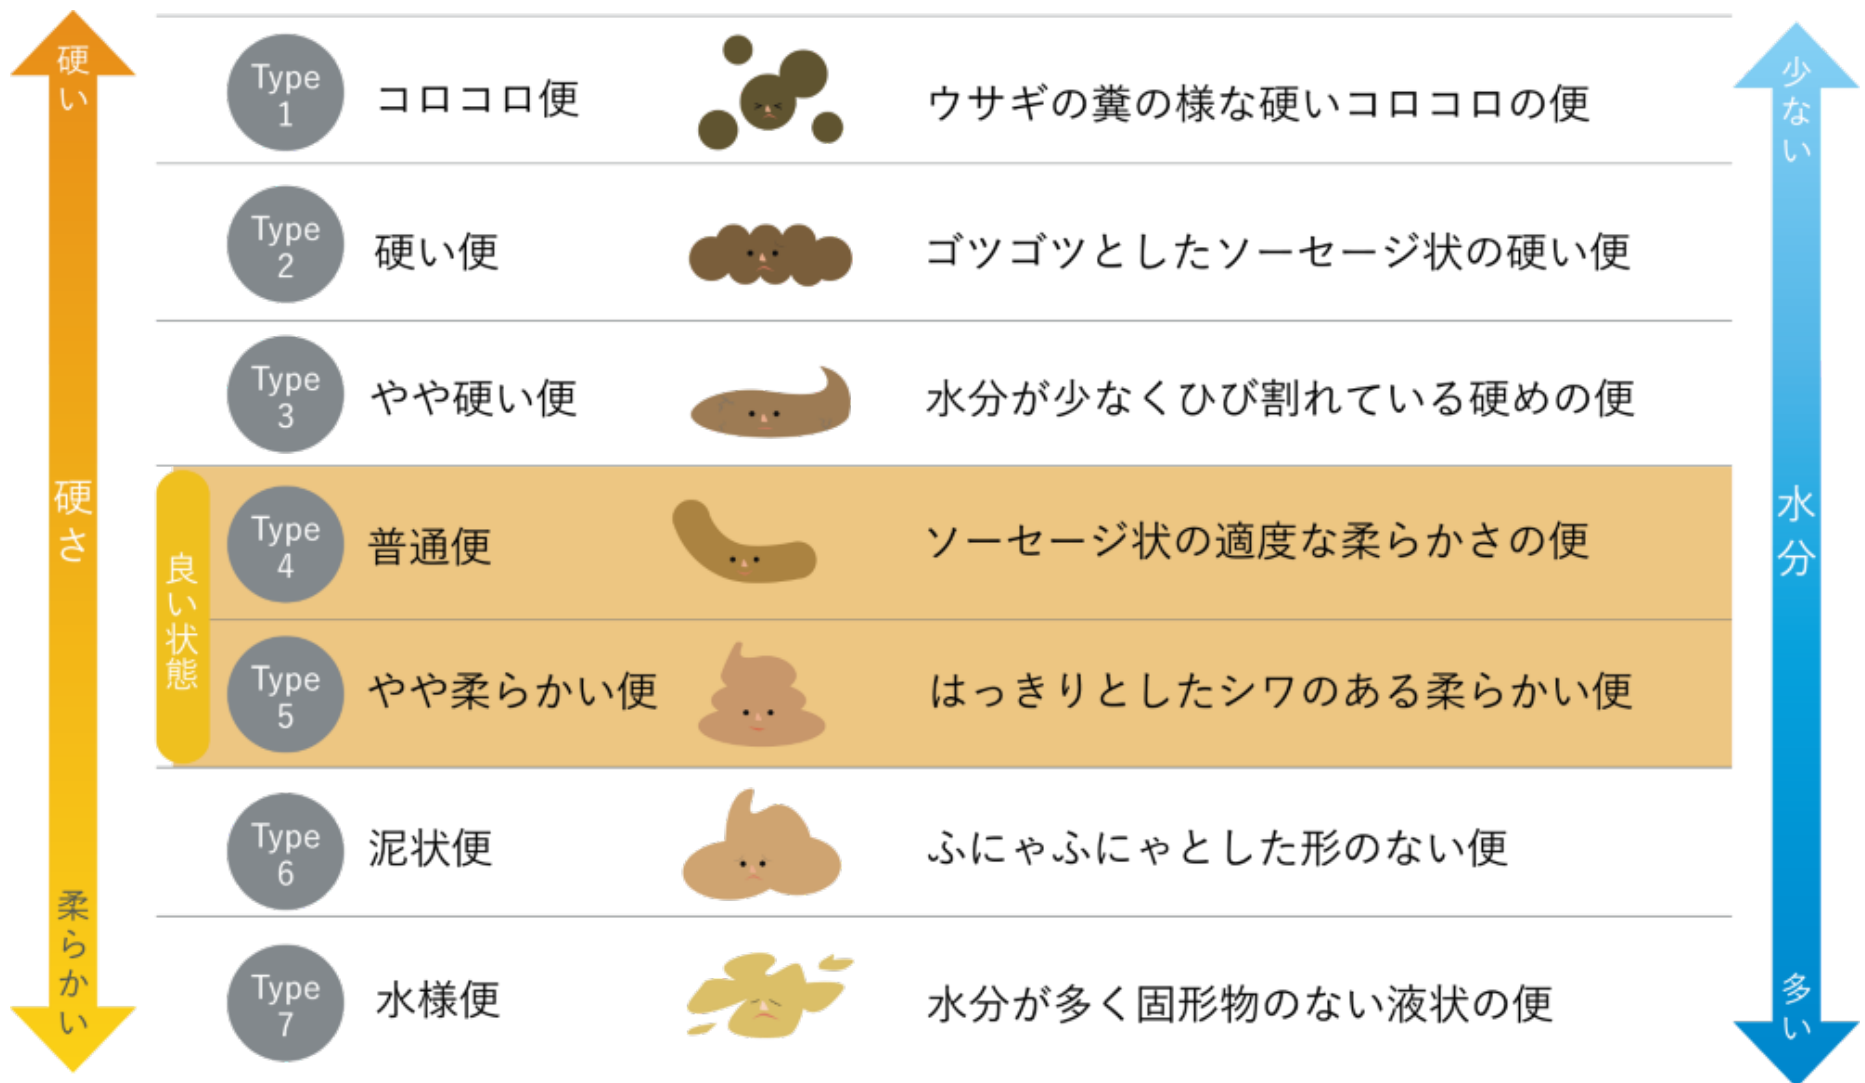 硬い
硬さ
柔らかい
Type
1
コロコロ便
ウサギの糞の様な硬いコロコロの便
Type
2
硬い便
ゴツゴツとしたソーセージ状の硬い便
Type
3
やや硬い便
水分が少なくひび割れている硬めの便
良い状態
Type
4
普通便
ソーセージ状の適度な柔らかさの便
Type
5
やや柔らかい便
はっきりとしたシワのある柔らかい便
Type
6
泥状便
ふにゃふにゃとした形のない便
Type
7
水様便
水分が多く固形物のない液状の便
少ない
水分
多い